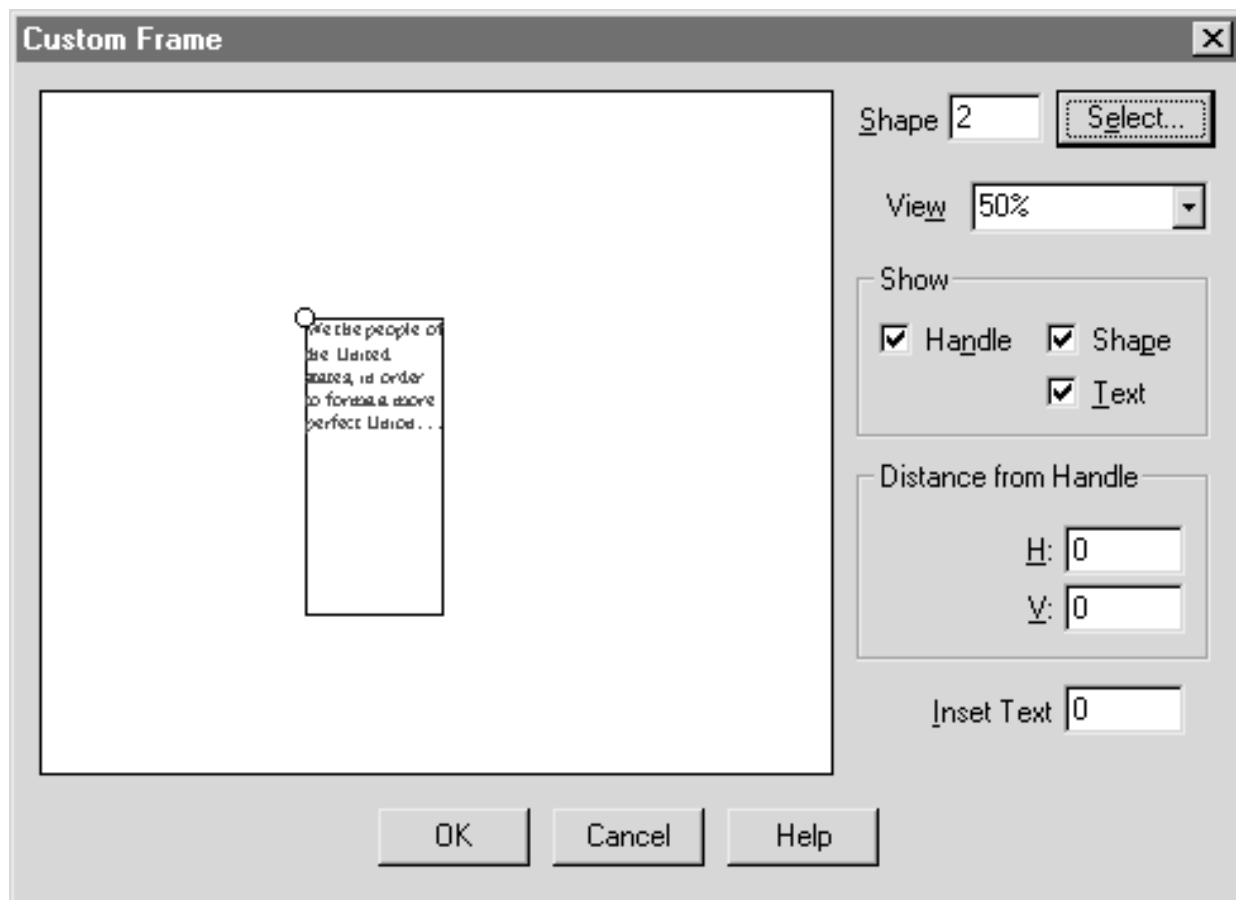 Custom Frame
Shape 2 Select...
View 50%
Show
Handle Shape
Text
We the people of
the United
states, in order
to forma a more
perfect Union . . .
Distance from Handle
H: 0
V: 0
Inset Text 0
OK Cancel Help